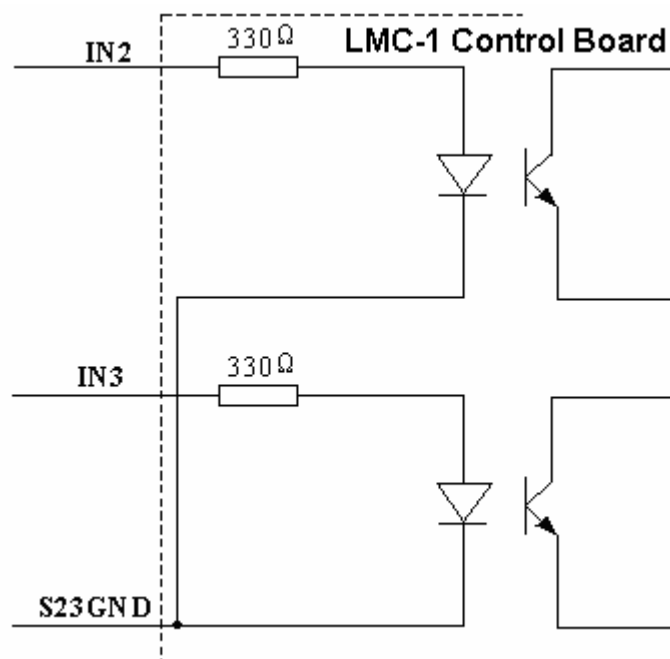 330Ω
LMC-1 Control Board
IN2
330Ω
IN3
S23GND